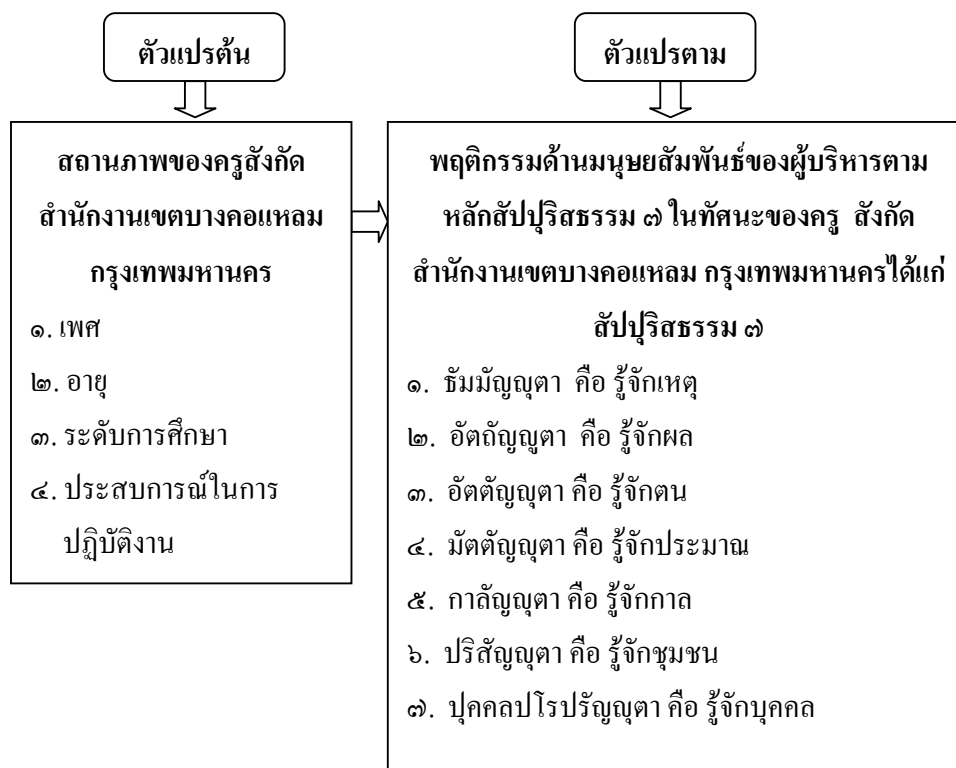 ตัวแปรต้น
ตัวแปรตาม
สถานภาพของครูสังกัด
สำนักงานเขตบางคอแหลม
กรุงเทพมหานคร
๑. เพศ
๒. อายุ
๓. ระดับการศึกษา
๔. ประสบการณ์ในการ
ปฏิบัติงาน
พฤติกรรมด้านมนุษยสัมพันธ์ของผู้บริหารตาม
หลักสัปปุริสธรรม ๗ ในทัศนะของครู สังกัด
สำนักงานเขตบางคอแหลม กรุงเทพมหานครได้แก่
สัปปุริสธรรม ๗
๑. ธัมมัญญุตา คือ รู้จักเหตุ
๒. อัตถัญญูตา คือ รู้จักผล
๓. อัตตัญญุตา คือ รู้จักตน
๔. มัตตัญญุตา คือ รู้จักประมาณ
๕. กาลัญญุตา คือ รู้จักกาล
๖. ปริสัญญุตา คือ รู้จักชุมชน
๗. ปุคคลปโรปรัญญุตา คือ รู้จักบุคคล